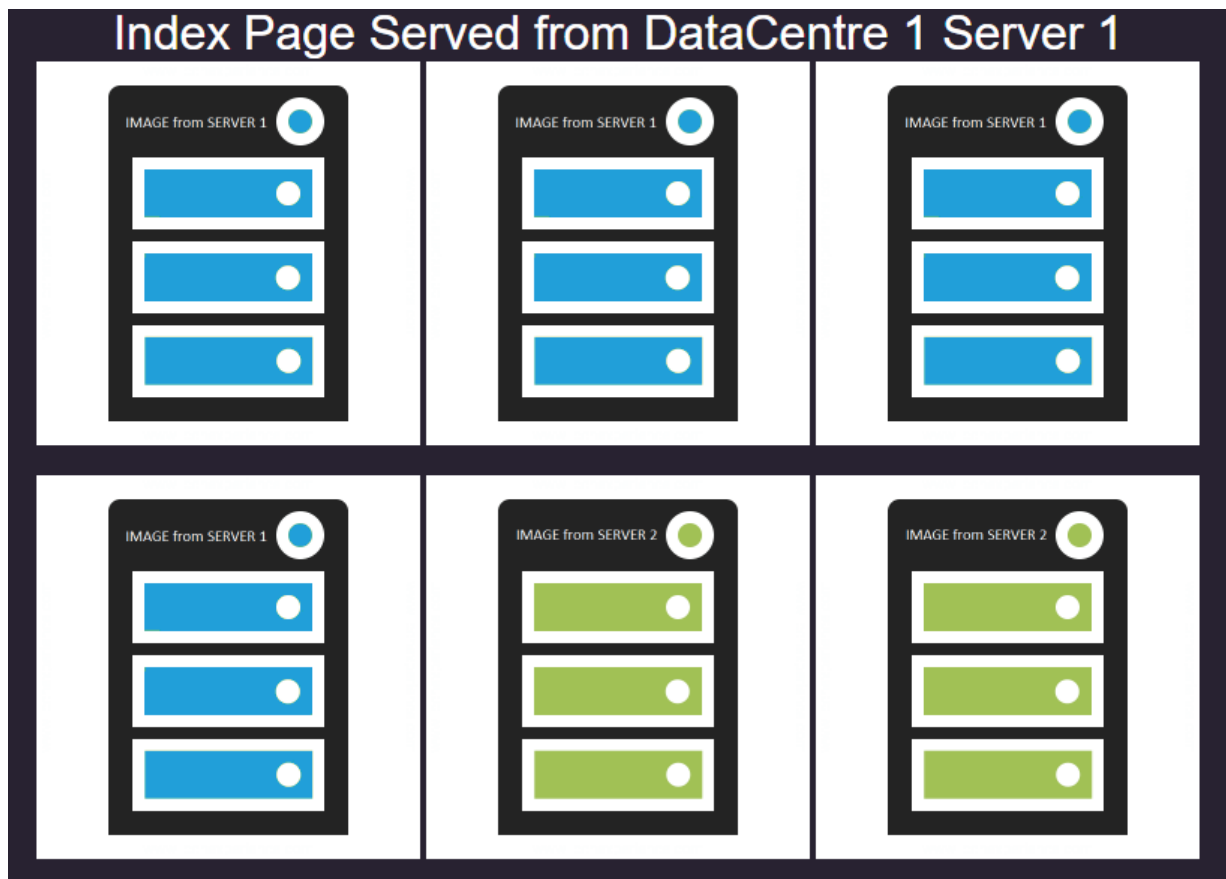 Index Page Served from DataCentre 1 Server 1
IMAGE from SERVER 1
IMAGE from SERVER 1
IMAGE from SERVER 1
IMAGE from SERVER 1
IMAGE from SERVER 2
IMAGE from SERVER 2